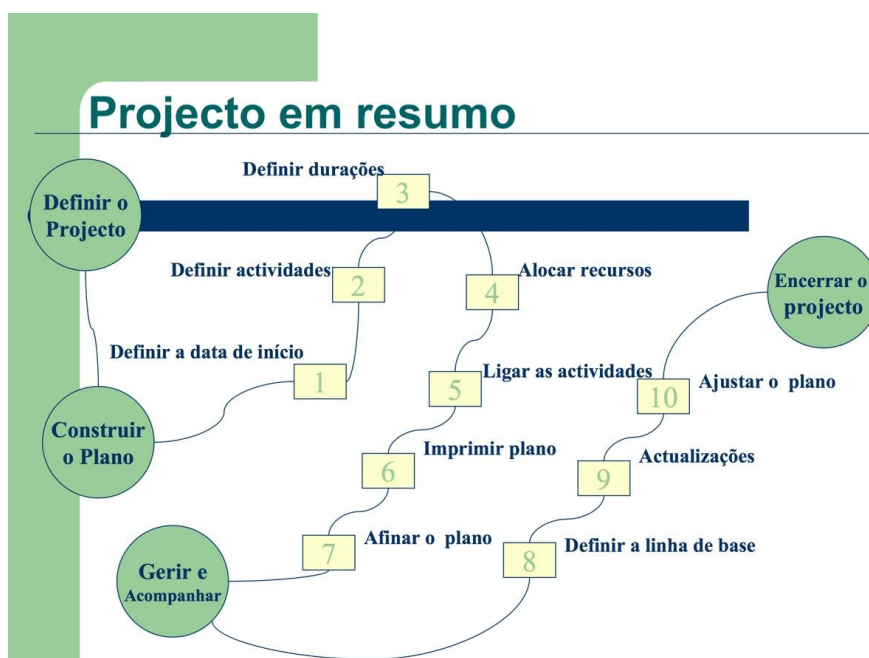 Projecto em resumo
Definir durações
3
Definir o
Projecto
Definir actividades
2
Alocar recursos
4
Encerrar o
projecto
Definir a data de início
1
Ligar as actividades
5
Ajustar o plano
10
Construir
o Plano
Imprimir plano
6
Actualizações
9
Afinar o plano
7
Definir a linha de base
8
Gerir e
Acompanhar